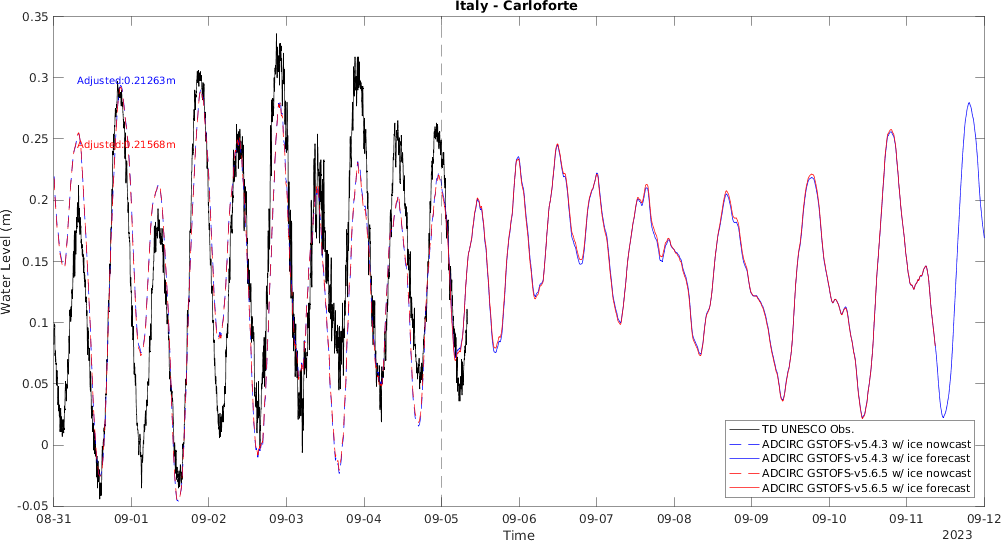 Italy - Carloforte
Water Level (m)
0.35
0.3
0.25
0.2
0.15
0.1
0.05
0
-0.05
Adjusted:0.21263m
Adjusted:0.21568m
TD UNESCO Obs.
ADCIRC GSTOFS-v5.4.3 w/ ice nowcast
ADCIRC GSTOFS-v5.4.3 w/ ice forecast
ADCIRC GSTOFS-v5.6.5 w/ ice nowcast
ADCIRC GSTOFS-v5.6.5 w/ ice forecast
08-31 09-01 09-02 09-03 09-04 09-05 09-06 09-07 09-08 09-09 09-10 09-11 09-12
Time
2023